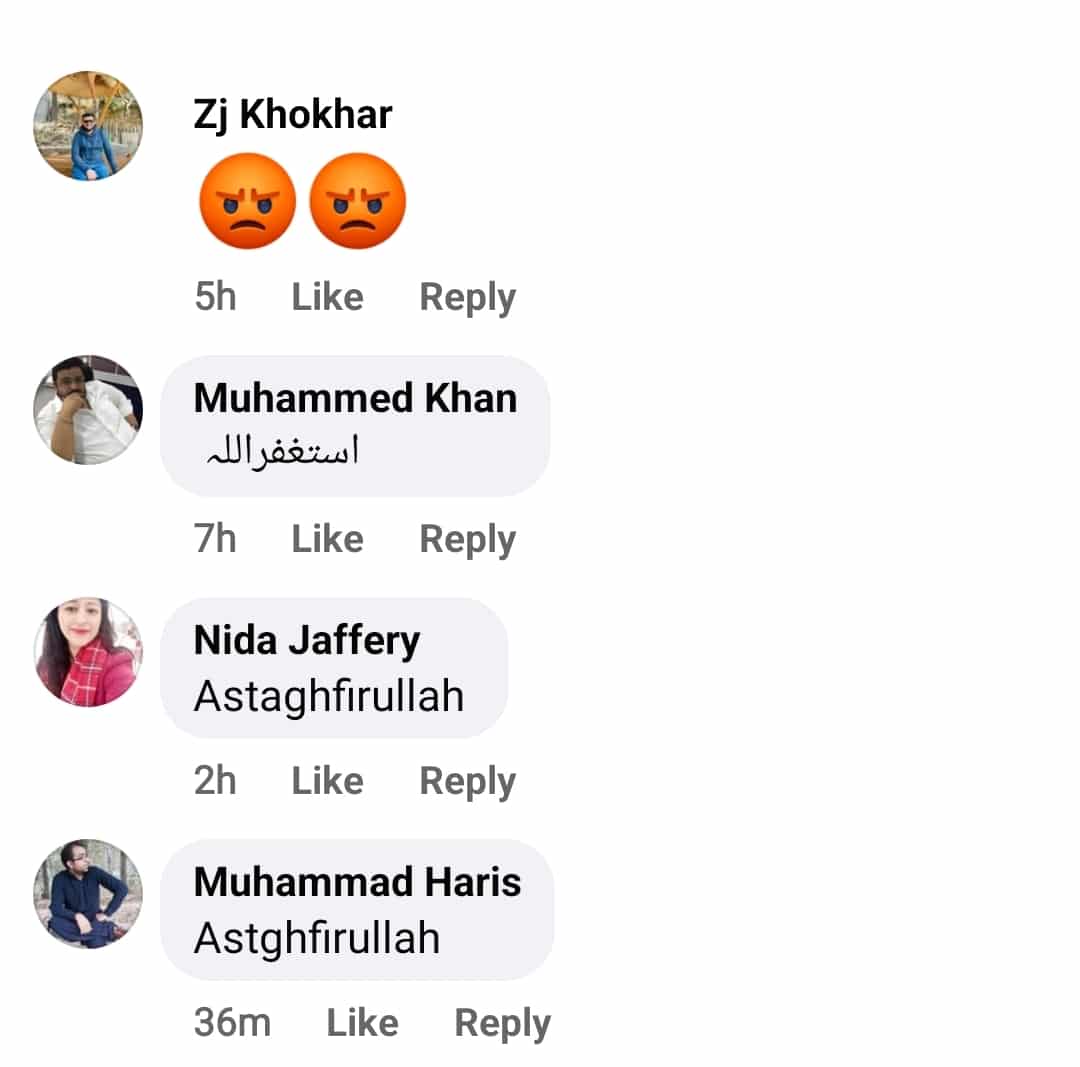 Zj Khokhar
😡😡
5h Like Reply
Muhammed Khan
استغفراللہ
7h Like Reply
Nida Jaffery
Astaghfirullah
2h Like Reply
Muhammad Haris
Astghfirullah
36m Like Reply